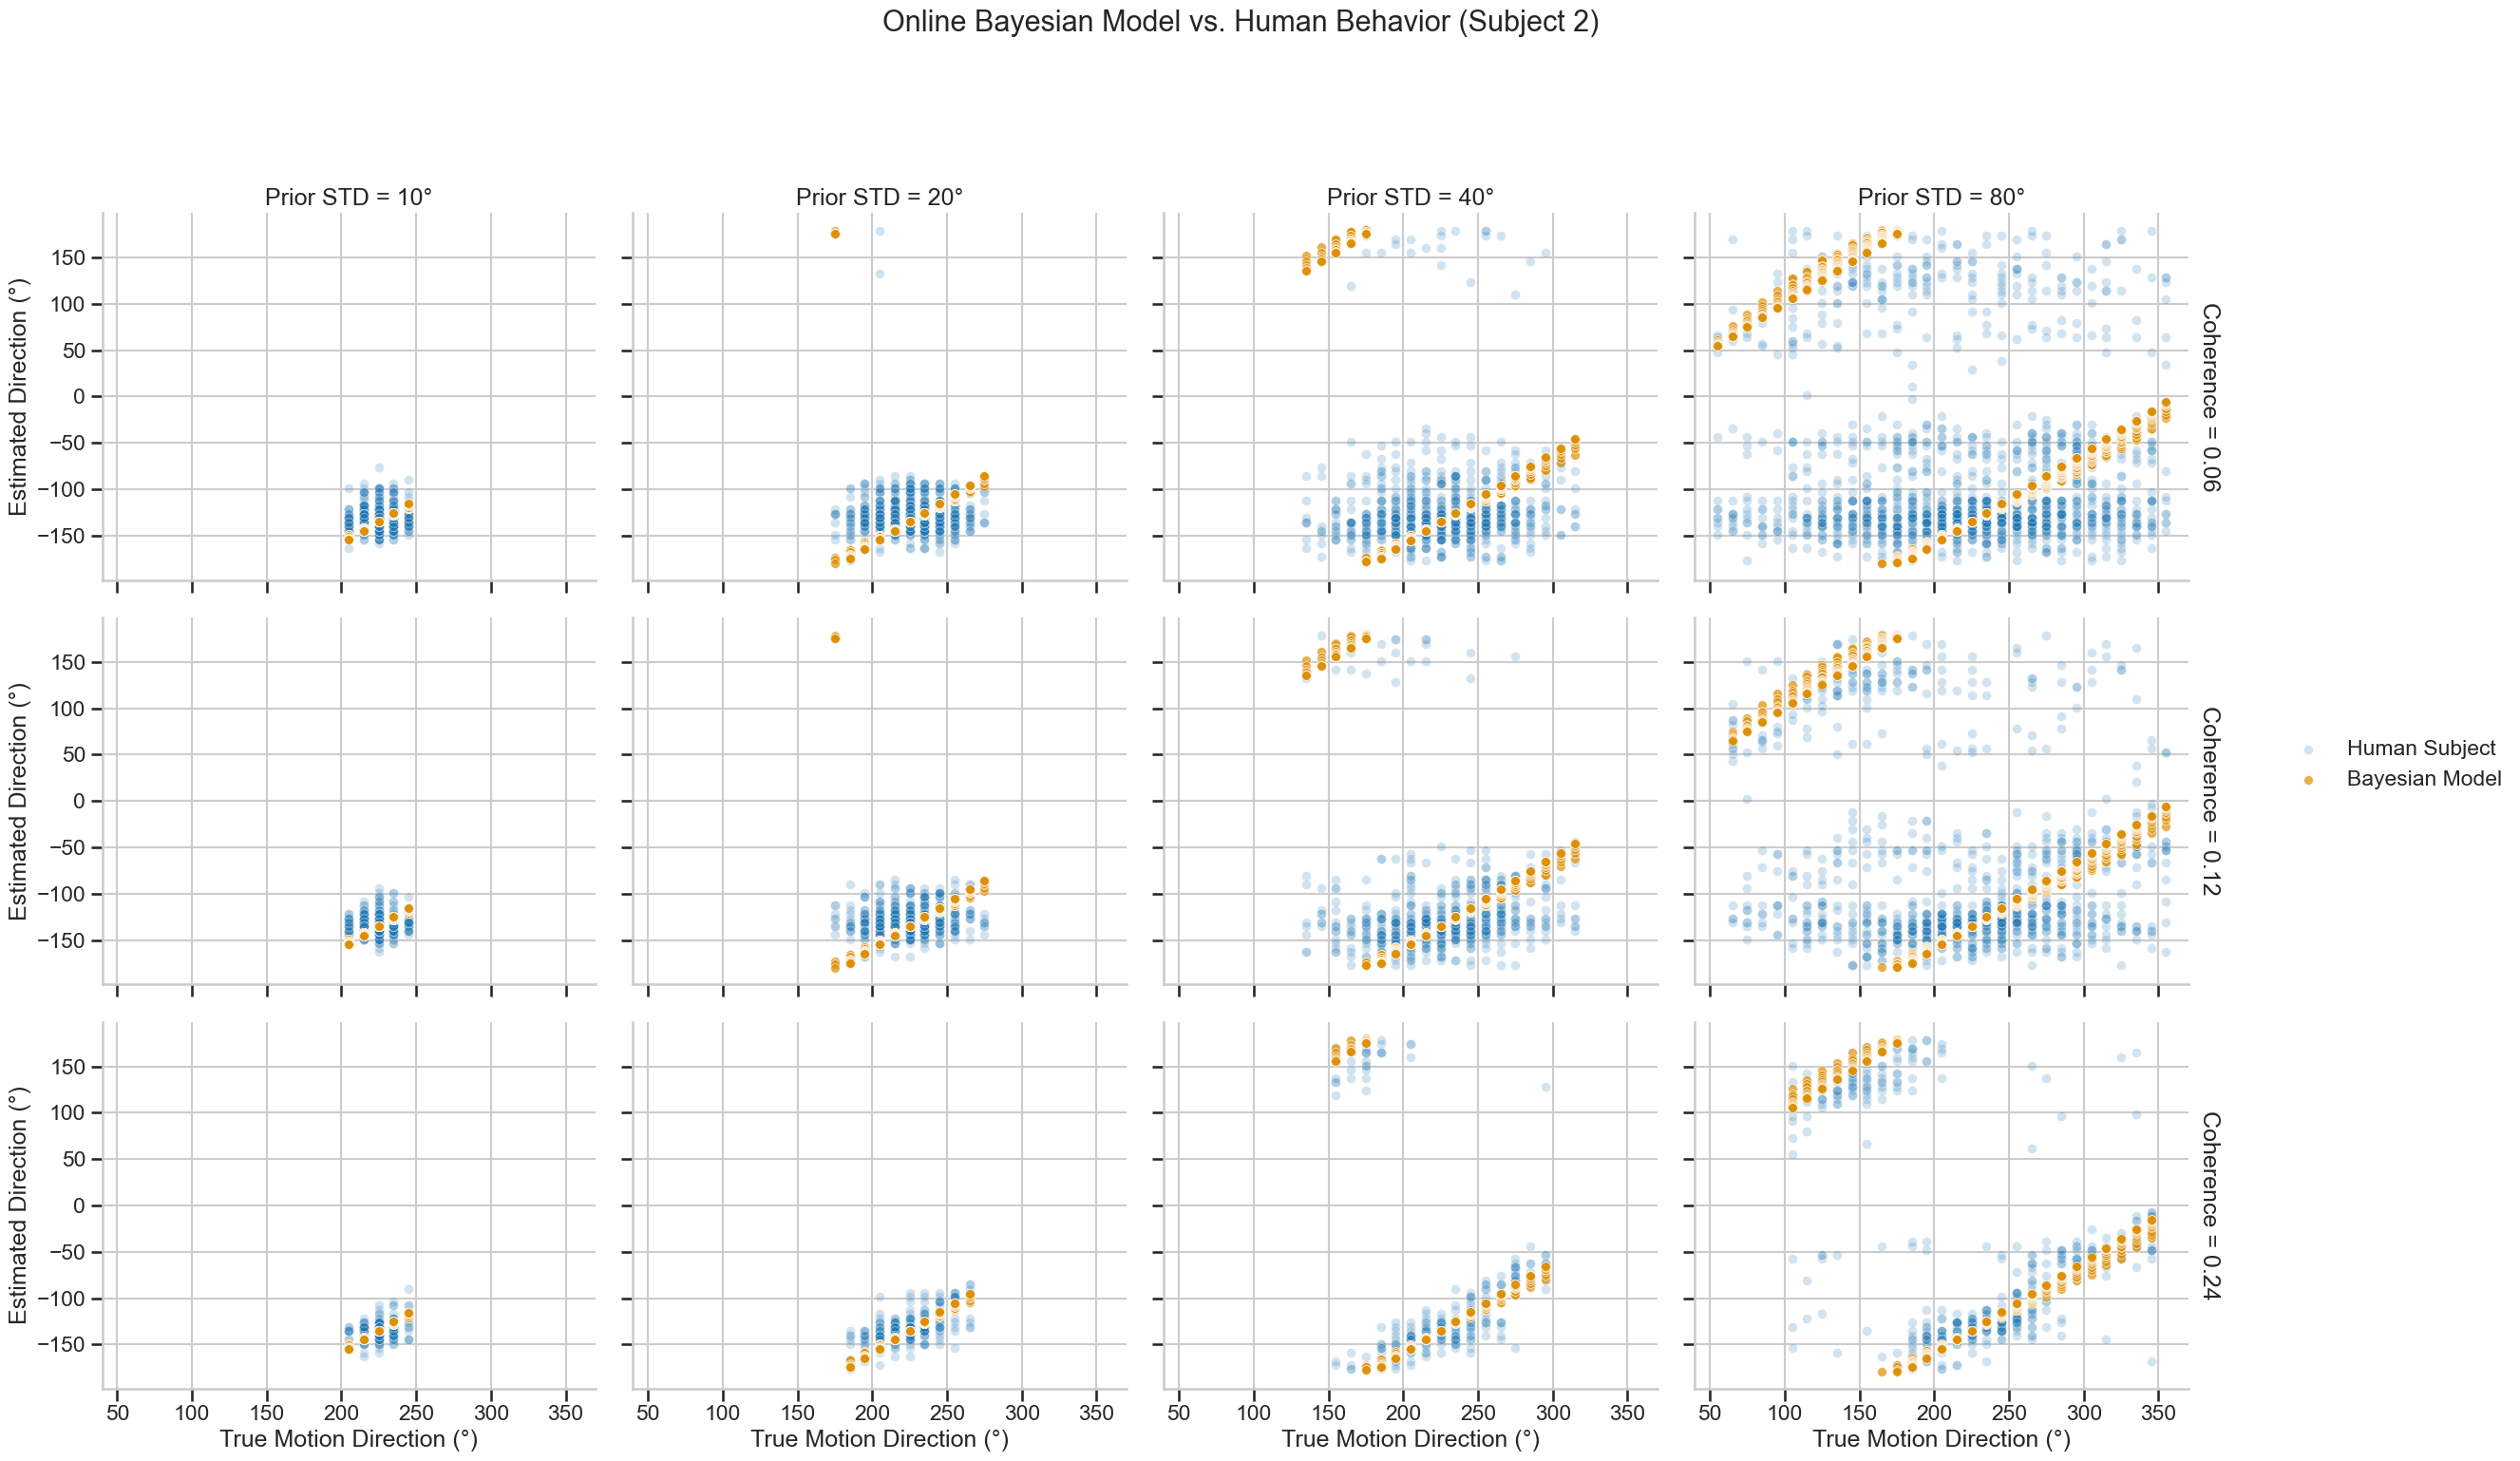 Online Bayesian Model vs. Human Behavior (Subject 2)
Prior STD = 10°
Prior STD = 20°
Prior STD = 40°
Prior STD = 80°
Estimated Direction (°)
150
100
50
0
−50
−100
−150
Coherence = 0.06
Estimated Direction (°)
150
100
50
0
−50
−100
−150
Coherence = 0.12
Human Subject
Bayesian Model
Estimated Direction (°)
150
100
50
0
−50
−100
−150
Coherence = 0.24
50 100 150 200 250 300 350
50 100 150 200 250 300 350
50 100 150 200 250 300 350
50 100 150 200 250 300 350
True Motion Direction (°)
True Motion Direction (°)
True Motion Direction (°)
True Motion Direction (°)